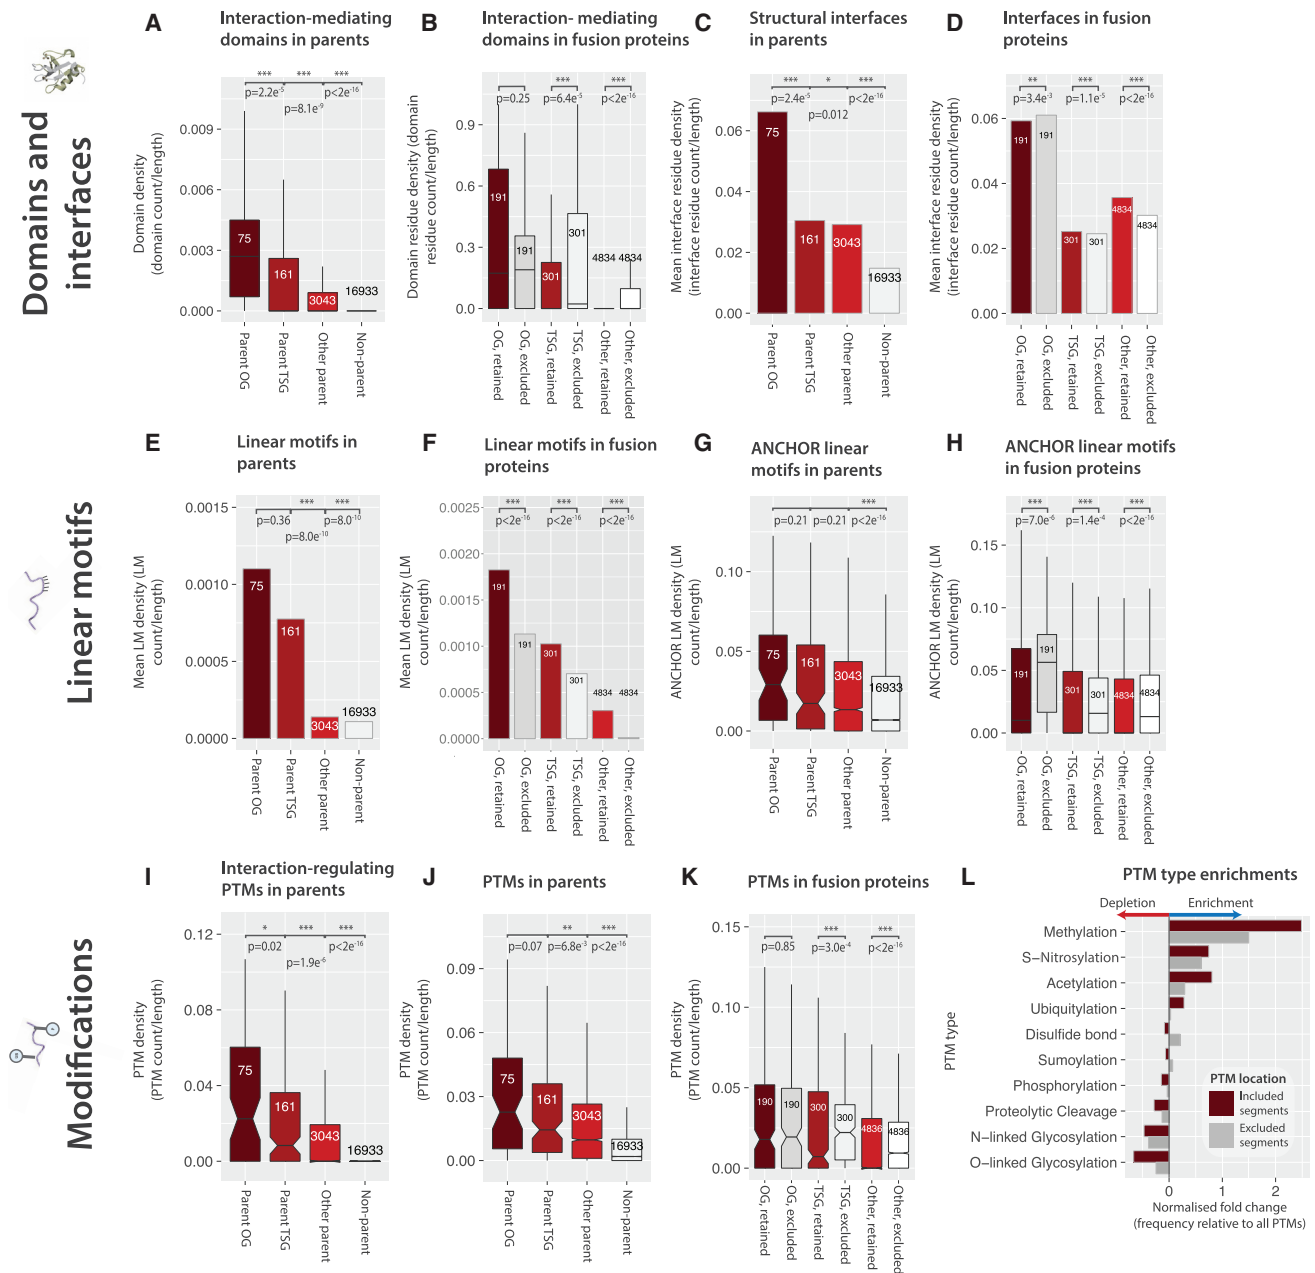 Domains and
interfaces
A
Interaction-mediating
domains in parents
***
***
***
p=2.2e-5
p<2e-16
p=8.1e-9
0.009
0.006
0.003
0.000
Domain density
(domain count/length)
75
161
3043
16933
Parent OG
Parent TSG
Other parent
Non-parent
B
Interaction- mediating
domains in fusion proteins
***
***
p=0.25
p=6.4e-5
p<2e-16
0.9
0.6
0.3
0.0
Domain residue density (domain
residue count/length)
191
191
301
301
4834
4834
OG, retained
OG, excluded
TSG, retained
TSG, excluded
Other, retained
Other, excluded
C
Structural interfaces
in parents
***
*
***
p=2.4e-5
p<2e-16
p=0.012
0.06
0.04
0.02
0.00
Mean interface residue density
(interface residue count/length)
75
161
3043
16933
Parent OG
Parent TSG
Other parent
Non-parent
D
Interfaces in fusion
proteins
**
***
***
p=3.4e-3
p=1.1e-5
p<2e-16
0.06
0.04
0.02
0.00
Mean interface residue density
(interface residue count/length)
191
191
301
301
4834
4834
OG, retained
OG, excluded
TSG, retained
TSG, excluded
Other, retained
Other, excluded
Linear motifs
E
Linear motifs in
parents
***
***
p=0.36
p=8.0-10
p=8.0e-10
0.0015
0.0010
0.0005
0.0000
Mean LM density (LM
count/length)
75
161
3043
16933
Parent OG
Parent TSG
Other parent
Non-parent
F
Linear motifs in fusion
proteins
***
***
***
p<2e-16
p<2e-16
p<2e-16
0.0025
0.0020
0.0015
0.0010
0.0005
0.0000
Mean LM density (LM
count/length)
191
191
301
301
4834
4834
OG, retained
OG, excluded
TSG, retained
TSG, excluded
Other, retained
Other, excluded
G
ANCHOR linear
motifs in parents
***
p=0.21
p=0.21
p<2e-16
0.10
0.05
0.00
ANCHOR LM density (LM
count/length)
75
161
3043
16933
Parent OG
Parent TSG
Other parent
Non-parent
H
ANCHOR linear motifs
in fusion proteins
***
***
***
p=7.0e-6
p=1.4e-4
p<2e-16
0.15
0.10
0.05
0.00
ANCHOR LM density (LM
count/length)
191
191
301
301
4834
4834
OG, retained
OG, excluded
TSG, retained
TSG, excluded
Other, retained
Other, excluded
Modifications
I
Interaction-regulating
PTMs in parents
*
***
***
p=0.02
p<2e-16
p=1.9e-6
0.12
0.08
0.04
0.00
PTM density
(PTM count/length)
75
161
3043
16933
Parent OG
Parent TSG
Other parent
Non-parent
J
PTMs in parents
**
***
p=0.07
p=6.8e-3
p<2e-16
0.09
0.06
0.03
0.00
PTM density
(PTM count/length)
75
161
3043
16933
Parent OG
Parent TSG
Other parent
Non-parent
K
PTMs in fusion proteins
***
***
p=0.85
p=3.0e-4
p<2e-16
0.15
0.10
0.05
0.00
PTM density
(PTM count/length)
190
190
300
300
4836
4836
OG, retained
OG, excluded
TSG, retained
TSG, excluded
Other, retained
Other, excluded
L
PTM type enrichments
Depletion
Enrichment
PTM type
Methylation
S−Nitrosylation
Acetylation
Ubiquitylation
Disulfide bond
Sumoylation
Phosphorylation
Proteolytic Cleavage
N−linked Glycosylation
O−linked Glycosylation
PTM location
Included
segments
Excluded
segments
0
1
2
Normalised fold change
(frequency relative to all PTMs)